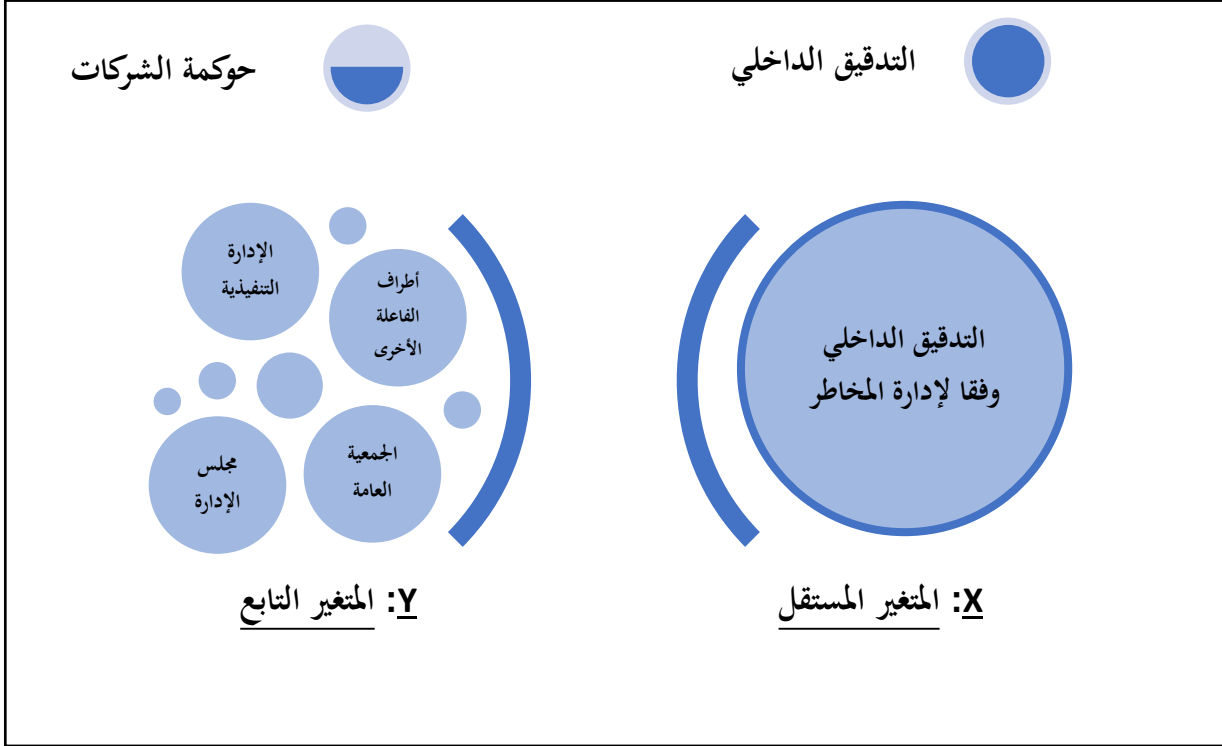 التدقيق الداخلي
حوكمة الشركات
التدقيق الداخلي
وفقا لإدارة المخاطر
الإدارة
التنفيذية
أطراف
الفاعلة
الأخرى
الجمعية
العامة
مجلس
الإدارة
X: المتغير المستقل
Y: المتغير التابع